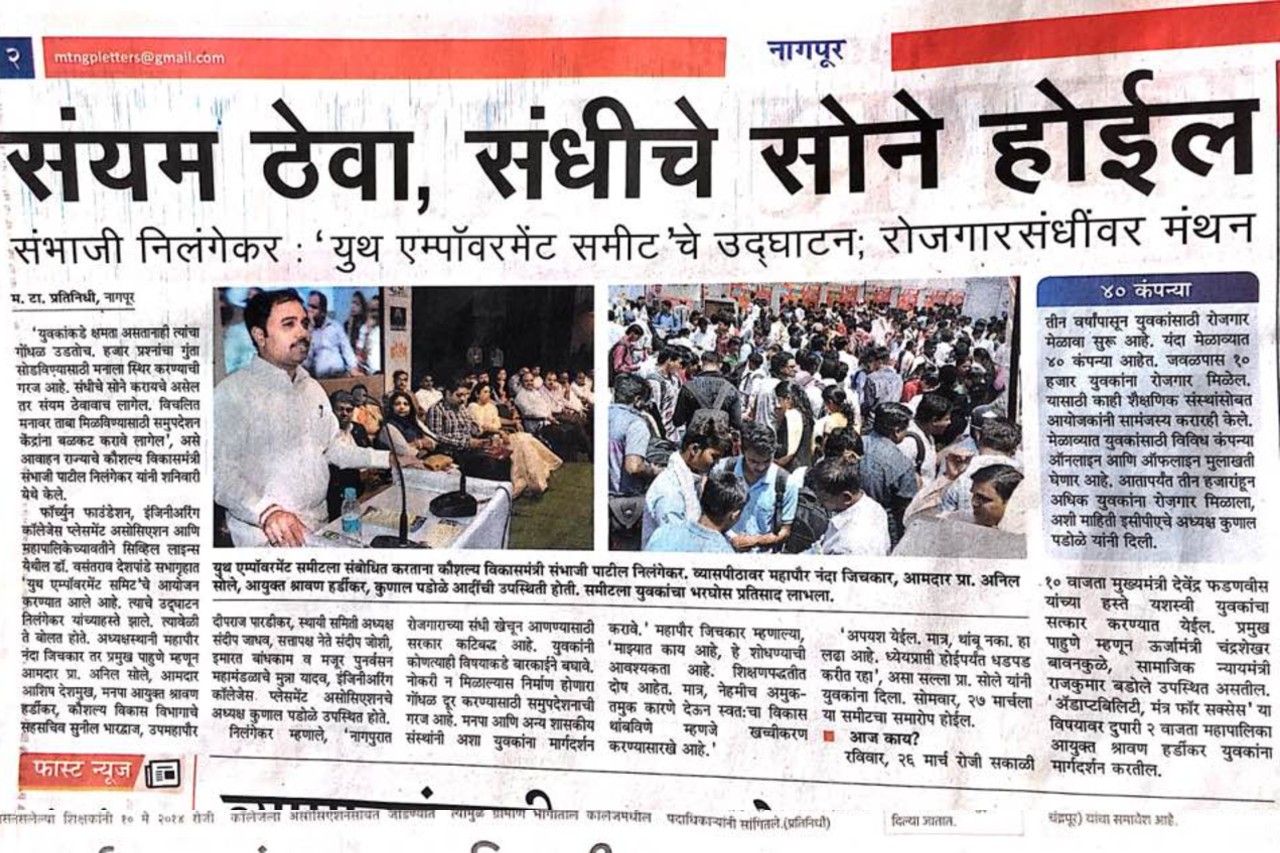 २
mtngpletters@gmail.com
नागपूर
संयम ठेवा, संधीचे सोने होईल
संभाजी निलंगेकर : ‘युथ एम्पॉवरमेंट समीट’चे उद्घाटन; रोजगारसंधींवर मंथन
म. टा. प्रतिनिधी, नागपूर
‘युवकांकडे क्षमता असतानाही त्यांचा
गोंधळ उडतोच. हजार प्रश्नांचा गुंता
सोडविण्यासाठी मनाला स्थिर करण्याची
गरज आहे. संधीचे सोने करायचे असेल
तर संयम ठेवावाच लागेल. विचलित
मनावर ताबा मिळविण्यासाठी समुपदेशन
केंद्रांना बळकट करावे लागेल’, असे
आवाहन राज्याचे कौशल्य विकासमंत्री
संभाजी पाटील निलंगेकर यांनी शनिवारी
येथे केले.
फॉर्च्युन फाउंडेशन, इंजिनीअरिंग
कॉलेजेस प्लेसमेंट असोसिएशन आणि
महापालिकेच्यावतीने सिव्हिल लाइन्स
येथील डॉ. वसंतराव देशपांडे सभागृहात
‘युथ एम्पॉवरमेंट समिट’चे आयोजन
करण्यात आले आहे. त्याचे उद्घाटन
निलंगेकर यांच्याहस्ते झाले. त्यावेळी
ते बोलत होते. अध्यक्षस्थानी महापौर
नंदा जिचकार तर प्रमुख पाहुणे म्हणून
आमदार प्रा. अनिल सोले, आमदार
आशिष देशमुख, मनपा आयुक्त श्रावण
हर्डीकर, कौशल्य विकास विभागाचे
सहसचिव सुनील भारद्वाज, उपमहापौर
युथ एम्पॉवरमेंट समीटला संबोधित करताना कौशल्य विकासमंत्री संभाजी पाटील निलंगेकर. व्यासपीठावर महापौर नंदा जिचकार, आमदार प्रा. अनिल
सोले, आयुक्त श्रावण हर्डीकर, कुणाल पडोळे आदींची उपस्थिती होती. समीटला युवकांचा भरघोस प्रतिसाद लाभला.
दीपराज पारडीकर, स्थायी समिती अध्यक्ष
संदीप जाधव, सत्तापक्ष नेते संदीप जोशी,
इमारत बांधकाम व मजूर पुनर्वसन
महामंडळाचे मुन्ना यादव, इंजिनीअरिंग
कॉलेजेस प्लेसमेंट असोसिएशनचे
अध्यक्ष कुणाल पडोळे उपस्थित होते.
निलंगेकर म्हणाले, ‘नागपुरात
रोजगाराच्या संधी खेचून आणण्यासाठी
सरकार कटिबद्ध आहे. युवकांनी
कोणत्याही विषयाकडे बारकाईने बघावे.
नोकरी न मिळाल्यास निर्माण होणारा
गोंधळ दूर करण्यासाठी समुपदेशनाची
गरज आहे. मनपा आणि अन्य शासकीय
संस्थांनी अशा युवकांना मार्गदर्शन
करावे.’ महापौर जिचकार म्हणाल्या,
‘माझ्यात काय आहे, हे शोधण्याची
आवश्यकता आहे. शिक्षणपद्धतीत
दोष आहेत. मात्र, नेहमीच अमुक-
तमुक कारणे देऊन स्वत:चा विकास
थांबविणे म्हणजे खच्चीकरण
करण्यासारखे आहे.’
‘अपयश येईल. मात्र, थांबू नका. हा
लढा आहे. ध्येयप्राप्ती होईपर्यंत धडपड
करीत रहा’, असा सल्ला प्रा. सोले यांनी
युवकांना दिला. सोमवार, २७ मार्चला
या समीटचा समारोप होईल.
आज काय?
रविवार, २६ मार्च रोजी सकाळी
४० कंपन्या
तीन वर्षांपासून युवकांसाठी रोजगार
मेळावा सुरू आहे. यंदा मेळाव्यात
४० कंपन्या आहेत. जवळपास १०
हजार युवकांना रोजगार मिळेल.
यासाठी काही शैक्षणिक संस्थांसोबत
आयोजकांनी सामंजस्य करारही केले.
मेळाव्यात युवकांसाठी विविध कंपन्या
ऑनलाइन आणि ऑफलाइन मुलाखती
घेणार आहे. आतापर्यंत तीन हजारांहून
अधिक युवकांना रोजगार मिळाला,
अशी माहिती इसीपीएचे अध्यक्ष कुणाल
पडोळे यांनी दिली.
१० वाजता मुख्यमंत्री देवेंद्र फडणवीस
यांच्या हस्ते यशस्वी युवकांचा
सत्कार करण्यात येईल. प्रमुख
पाहुणे म्हणून ऊर्जामंत्री चंद्रशेखर
बावनकुळे, सामाजिक न्यायमंत्री
राजकुमार बडोले उपस्थित असतील.
‘अॅडाप्टबिलिटी, मंत्र फॉर सक्सेस’ या
विषयावर दुपारी २ वाजता महापालिका
आयुक्त श्रावण हर्डीकर युवकांना
मार्गदर्शन करतील.
फास्ट न्यूज
शिक्षकांनी १० मे २०१४ रोजी
पदाधिकाऱ्यांनी सांगितले.(प्रतिनिधी)
दिल्या जातात.
चंद्रपूर) यांचा समावेश आहे.